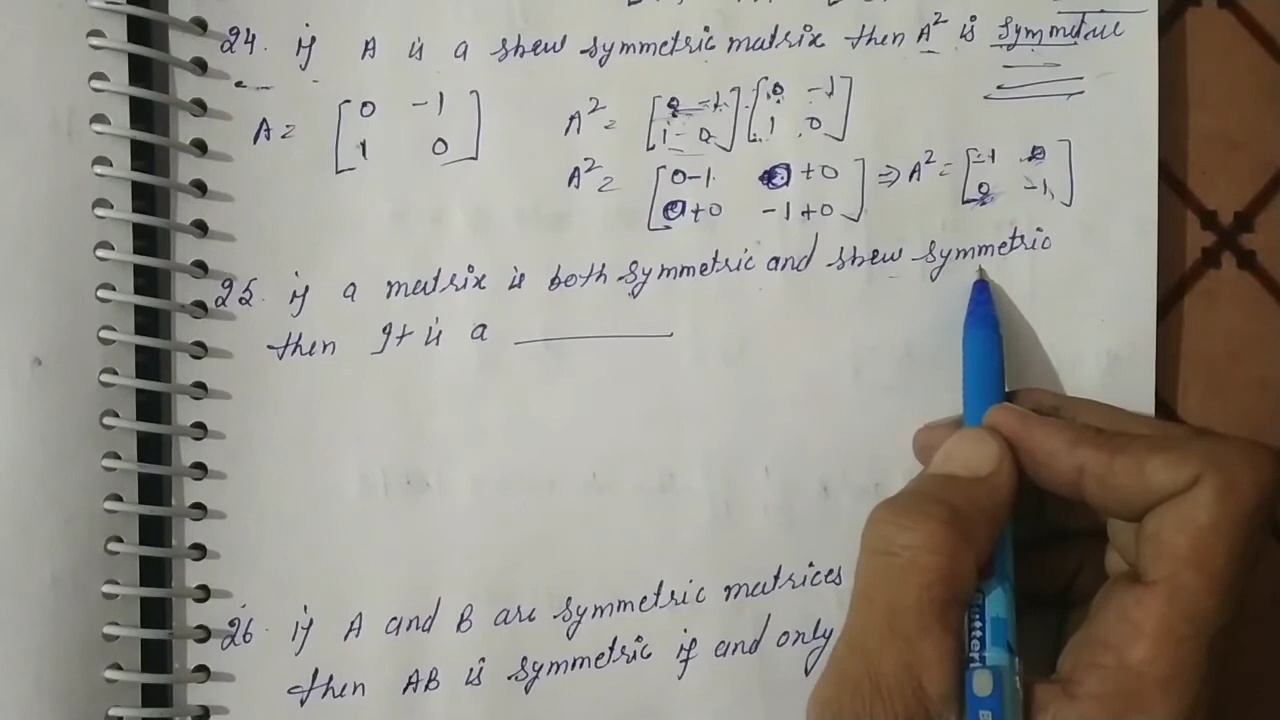 24. if A is a skew symmetric matrix then A² is symmetric
A = [0 -1
1 0]
A² = [0 -1
1 0] [0 -1
1 0]
A² = [0-1 0+0
0+0 -1+0] ⇒ A² = [-1 0
0 -1]
25. if a matrix is both symmetric and skew symmetric
then It is a ________
26. if A and B are symmetric matrices
then AB is symmetric if and only